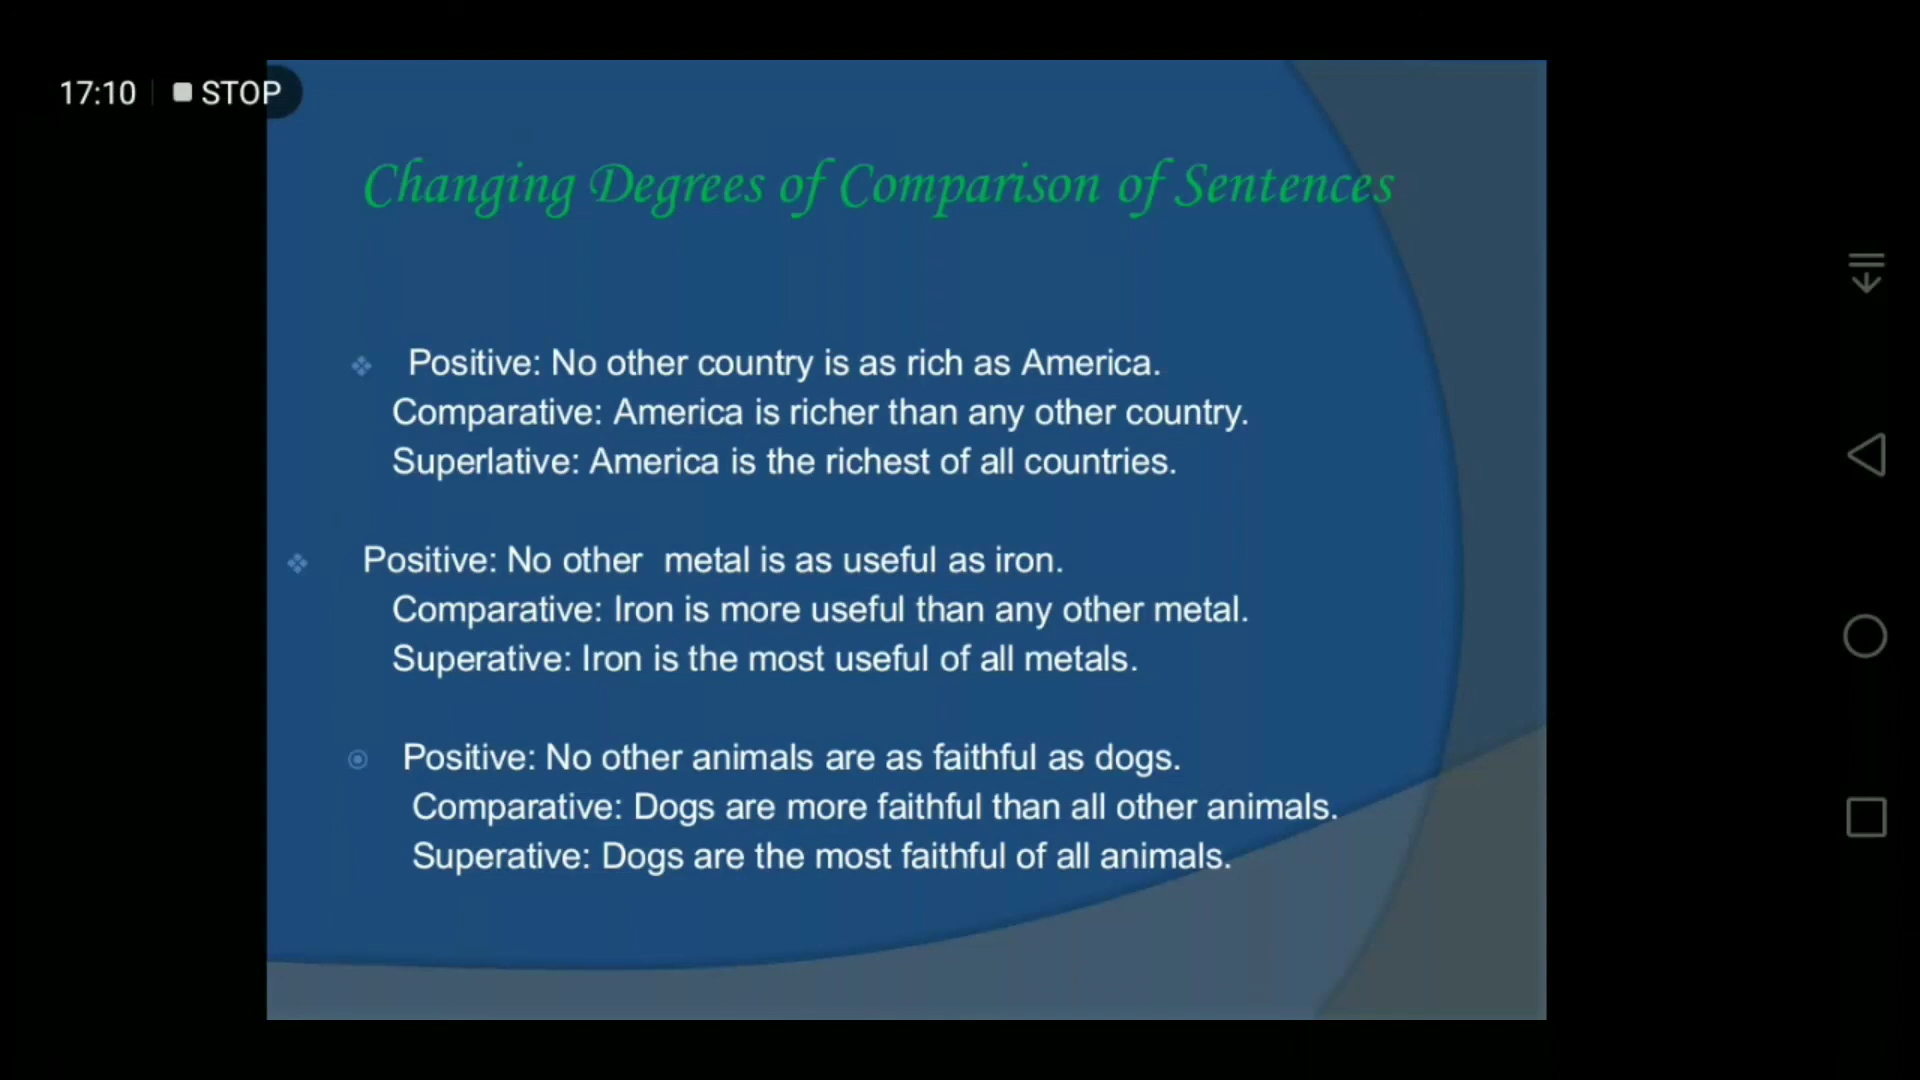 17:10 STOP
Changing Degrees of Comparison of Sentences
Positive: No other country is as rich as America.
Comparative: America is richer than any other country.
Superlative: America is the richest of all countries.
Positive: No other metal is as useful as iron.
Comparative: Iron is more useful than any other metal.
Superative: Iron is the most useful of all metals.
Positive: No other animals are as faithful as dogs.
Comparative: Dogs are more faithful than all other animals.
Superative: Dogs are the most faithful of all animals.